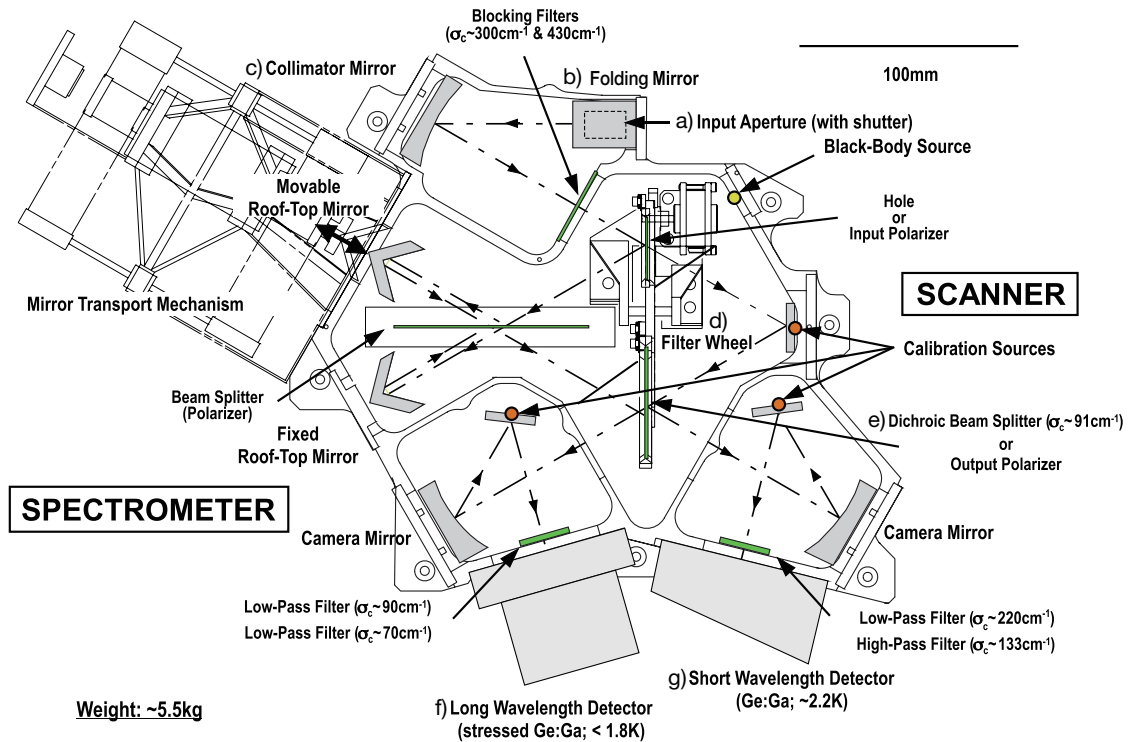 Blocking Filters
(σc~300cm-1 & 430cm-1)
100mm
c) Collimator Mirror
b) Folding Mirror
a) Input Aperture (with shutter)
Black-Body Source
Movable
Roof-Top Mirror
Hole
or
Input Polarizer
Mirror Transport Mechanism
SCANNER
d)
Filter Wheel
Calibration Sources
Beam Splitter
(Polarizer)
Fixed
Roof-Top Mirror
e) Dichroic Beam Splitter (σc~91cm-1)
or
Output Polarizer
SPECTROMETER
Camera Mirror
Camera Mirror
Low-Pass Filter (σc~90cm-1)
Low-Pass Filter (σc~70cm-1)
Low-Pass Filter (σc~220cm-1)
High-Pass Filter (σc~133cm-1)
g) Short Wavelength Detector
(Ge:Ga; ~2.2K)
f) Long Wavelength Detector
(stressed Ge:Ga; < 1.8K)
Weight: ~5.5kg